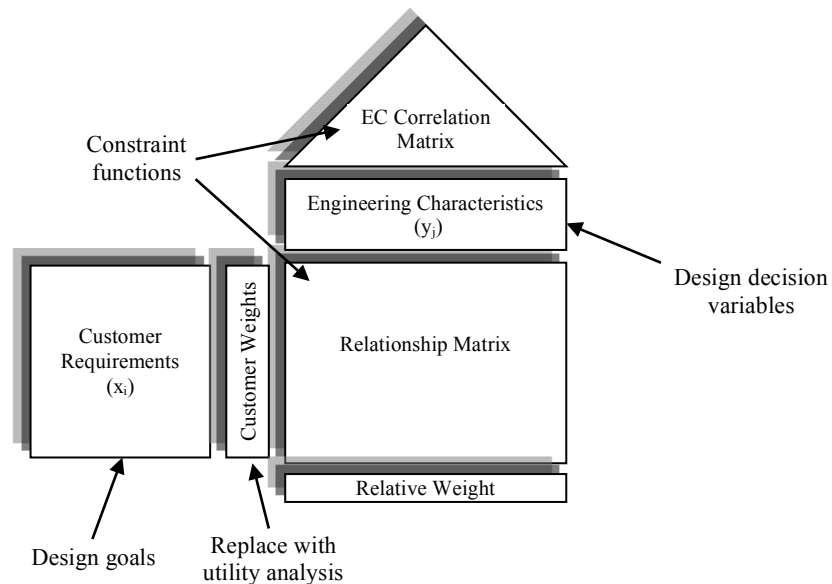 EC Correlation
Matrix
Constraint
functions
Engineering Characteristics
(yj)
Design decision
variables
Customer
Requirements
(xi)
Customer Weights
Relationship Matrix
Relative Weight
Design goals
Replace with
utility analysis